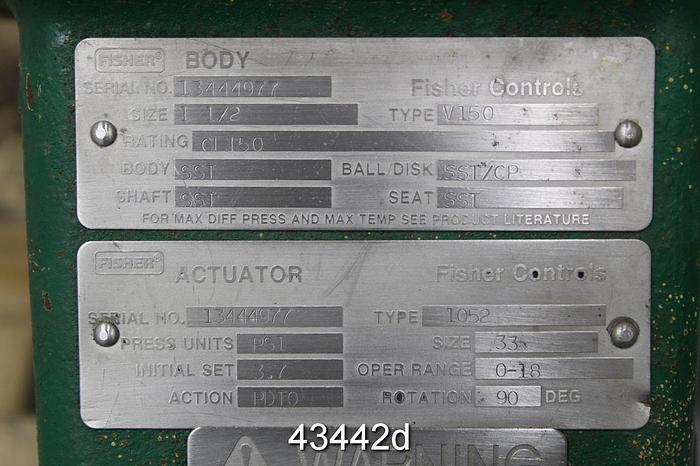 FISHER® BODY
SERIAL NO. 13444977 Fisher Controls
SIZE 1 1/2 TYPE V150
RATING CL150
BODY SST BALL/DISK SST/CP
SHAFT SST SEAT SST
FOR MAX DIFF PRESS AND MAX TEMP SEE PRODUCT LITERATURE
FISHER® ACTUATOR Fisher Controls
SERIAL NO. 13444977 TYPE 1052
PRESS UNITS PSI SIZE 33
INITIAL SET 3.7 OPER RANGE 0-18
ACTION PDTO ROTATION 90 DEG
WARNING
43442d